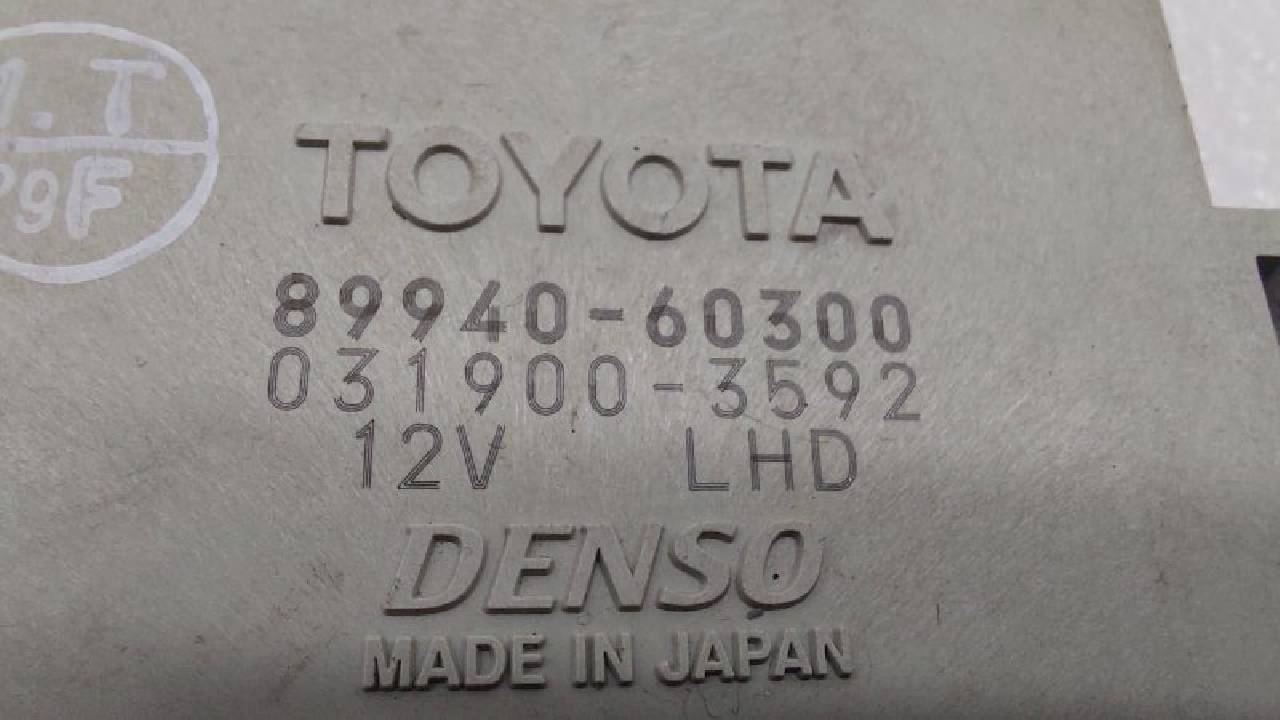 TOYOTA
89940-60300
031900-3592
12V LHD
DENSO
MADE IN JAPAN